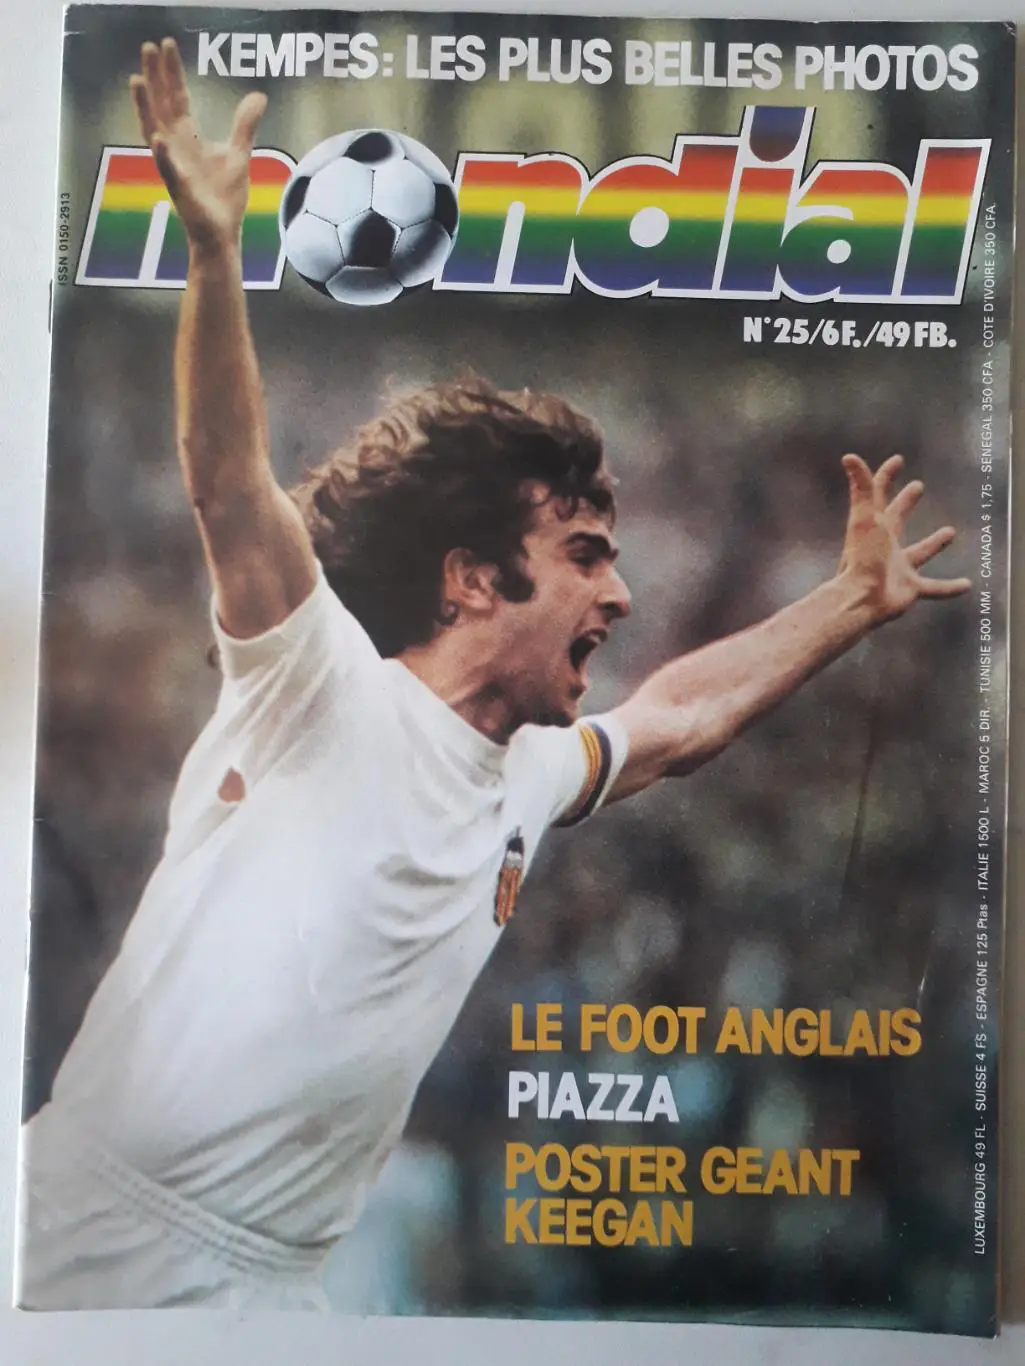 KEMPES: LES PLUS BELLES PHOTOS
mondial
ISSN 0150-2913
N°25/6F./49FB.
LUXEMBOURG 49 FL - SUISSE 4 FS - ESPAGNE 125 Ptas - ITALIE 1500 L - MAROC 5 DIR. - TUNISIE 500 MM - CANADA $ 1,75 - SENEGAL 350 CFA - COTE D'IVOIRE 350 CFA.
LE FOOT ANGLAIS
PIAZZA
POSTER GEANT
KEEGAN